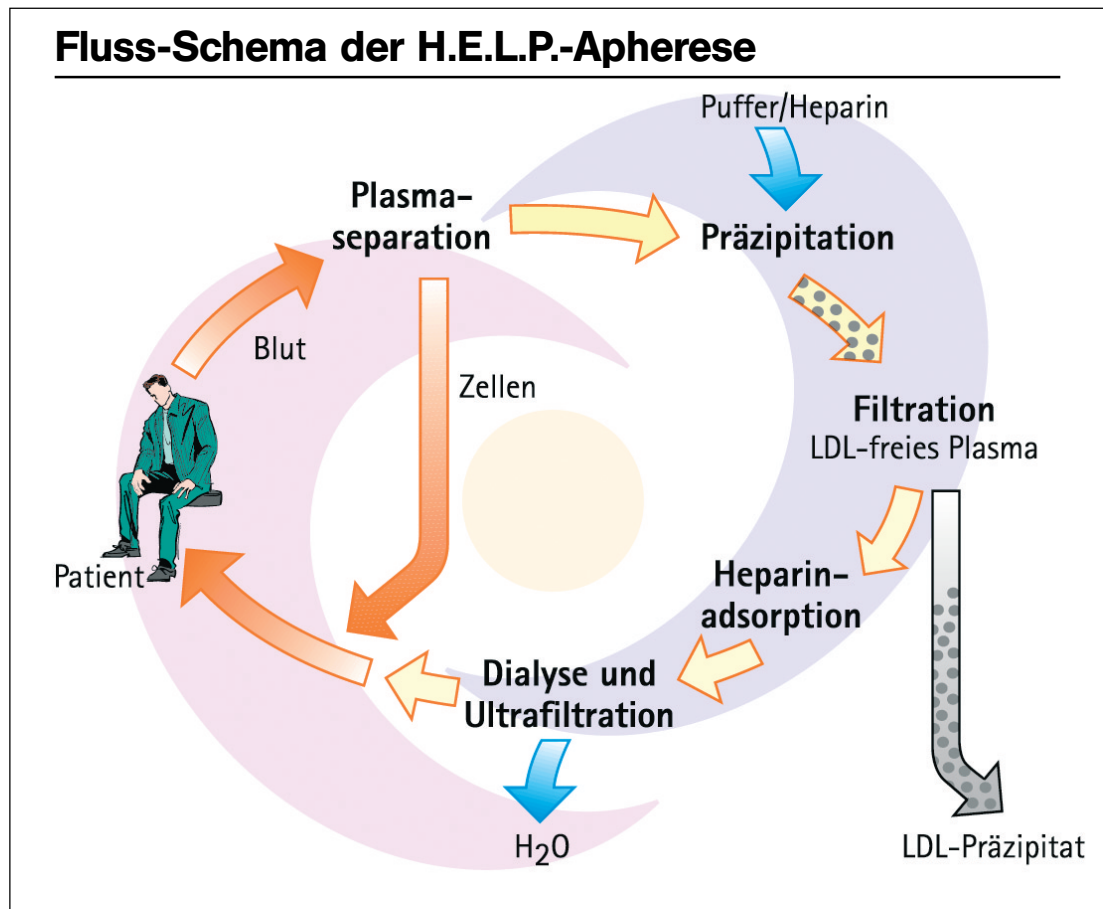 Fluss-Schema der H.E.L.P.-Apherese
Puffer/Heparin
Plasma-
separation
Präzipitation
Blut
Zellen
Filtration
LDL-freies Plasma
Patient
Heparin-
adsorption
Dialyse und
Ultrafiltration
H₂O
LDL-Präzipitat